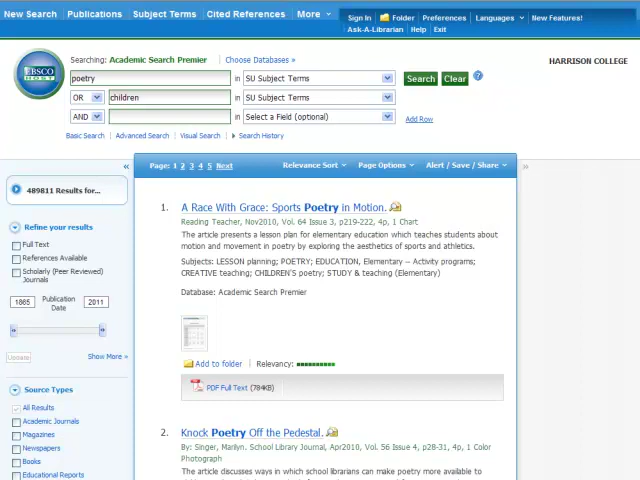 New Search Publications Subject Terms Cited References More
Sign In Folder Preferences Languages New Features!
Ask-A-Librarian Help Exit
EBSCO
HOST
Searching: Academic Search Premier Choose Databases »
HARRISON COLLEGE
poetry in SU Subject Terms Search Clear ?
OR children in SU Subject Terms
AND in Select a Field (optional) Add Row
Basic Search Advanced Search Visual Search Search History
«
489811 Results for...
Refine your results
Full Text
References Available
Scholarly (Peer Reviewed)
Journals
1865 Publication Date 2011
Update Show More »
Source Types
All Results
Academic Journals
Magazines
Newspapers
Books
Educational Reports
Page: 1 2 3 4 5 Next Relevance Sort Page Options Alert / Save / Share »
1. A Race With Grace: Sports Poetry in Motion.
Reading Teacher, Nov2010, Vol. 64 Issue 3, p219-222, 4p, 1 Chart
The article presents a lesson plan for elementary education which teaches students about
motion and movement in poetry by exploring the aesthetics of sports and athletics.
Subjects: LESSON planning; POETRY; EDUCATION, Elementary -- Activity programs;
CREATIVE teaching; CHILDREN'S poetry; STUDY & teaching (Elementary)
Database: Academic Search Premier
Add to folder Relevancy:
PDF Full Text (784KB)
2. Knock Poetry Off the Pedestal.
By: Singer, Marilyn. School Library Journal, Apr2010, Vol. 56 Issue 4, p28-31, 4p, 1 Color
Photograph
The article discusses ways in which school librarians can make poetry more available to